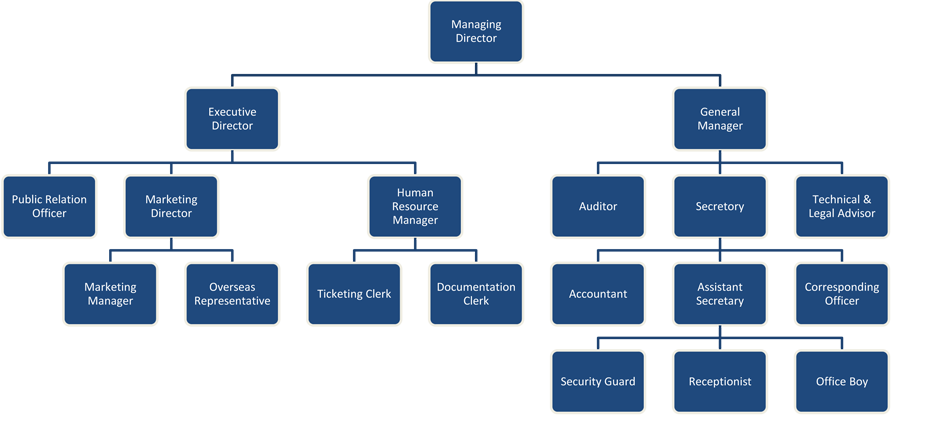 Managing
Director
Executive
Director
General
Manager
Public Relation
Officer
Marketing
Director
Human
Resource
Manager
Auditor
Secretory
Technical &
Legal Advisor
Marketing
Manager
Overseas
Representative
Ticketing Clerk
Documentation
Clerk
Accountant
Assistant
Secretary
Corresponding
Officer
Security Guard
Receptionist
Office Boy